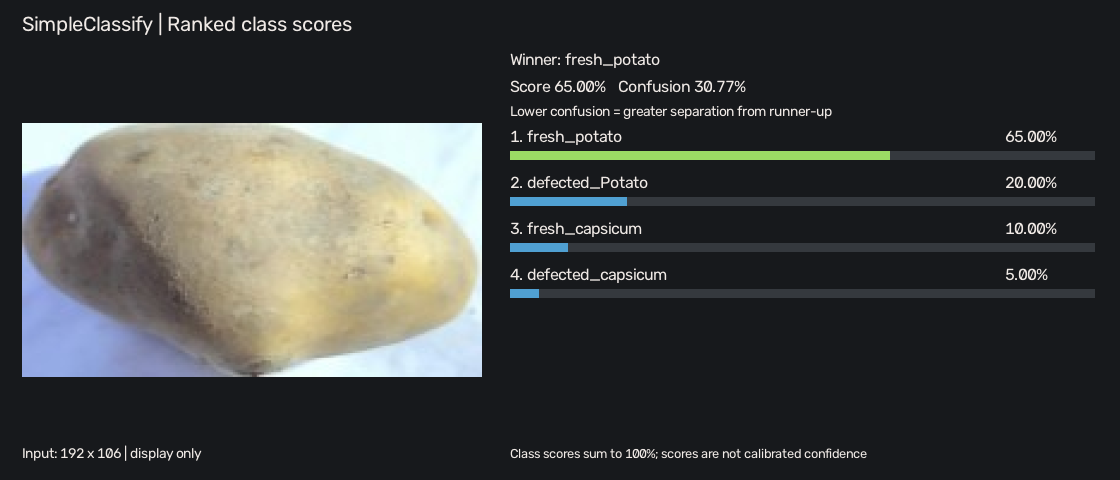 SimpleClassify | Ranked class scores
Winner: fresh_potato
Score 65.00%   Confusion 30.77%
Lower confusion = greater separation from runner-up
1. fresh_potato 65.00%
2. defected_Potato 20.00%
3. fresh_capsicum 10.00%
4. defected_capsicum 5.00%
Input: 192 x 106 | display only
Class scores sum to 100%; scores are not calibrated confidence